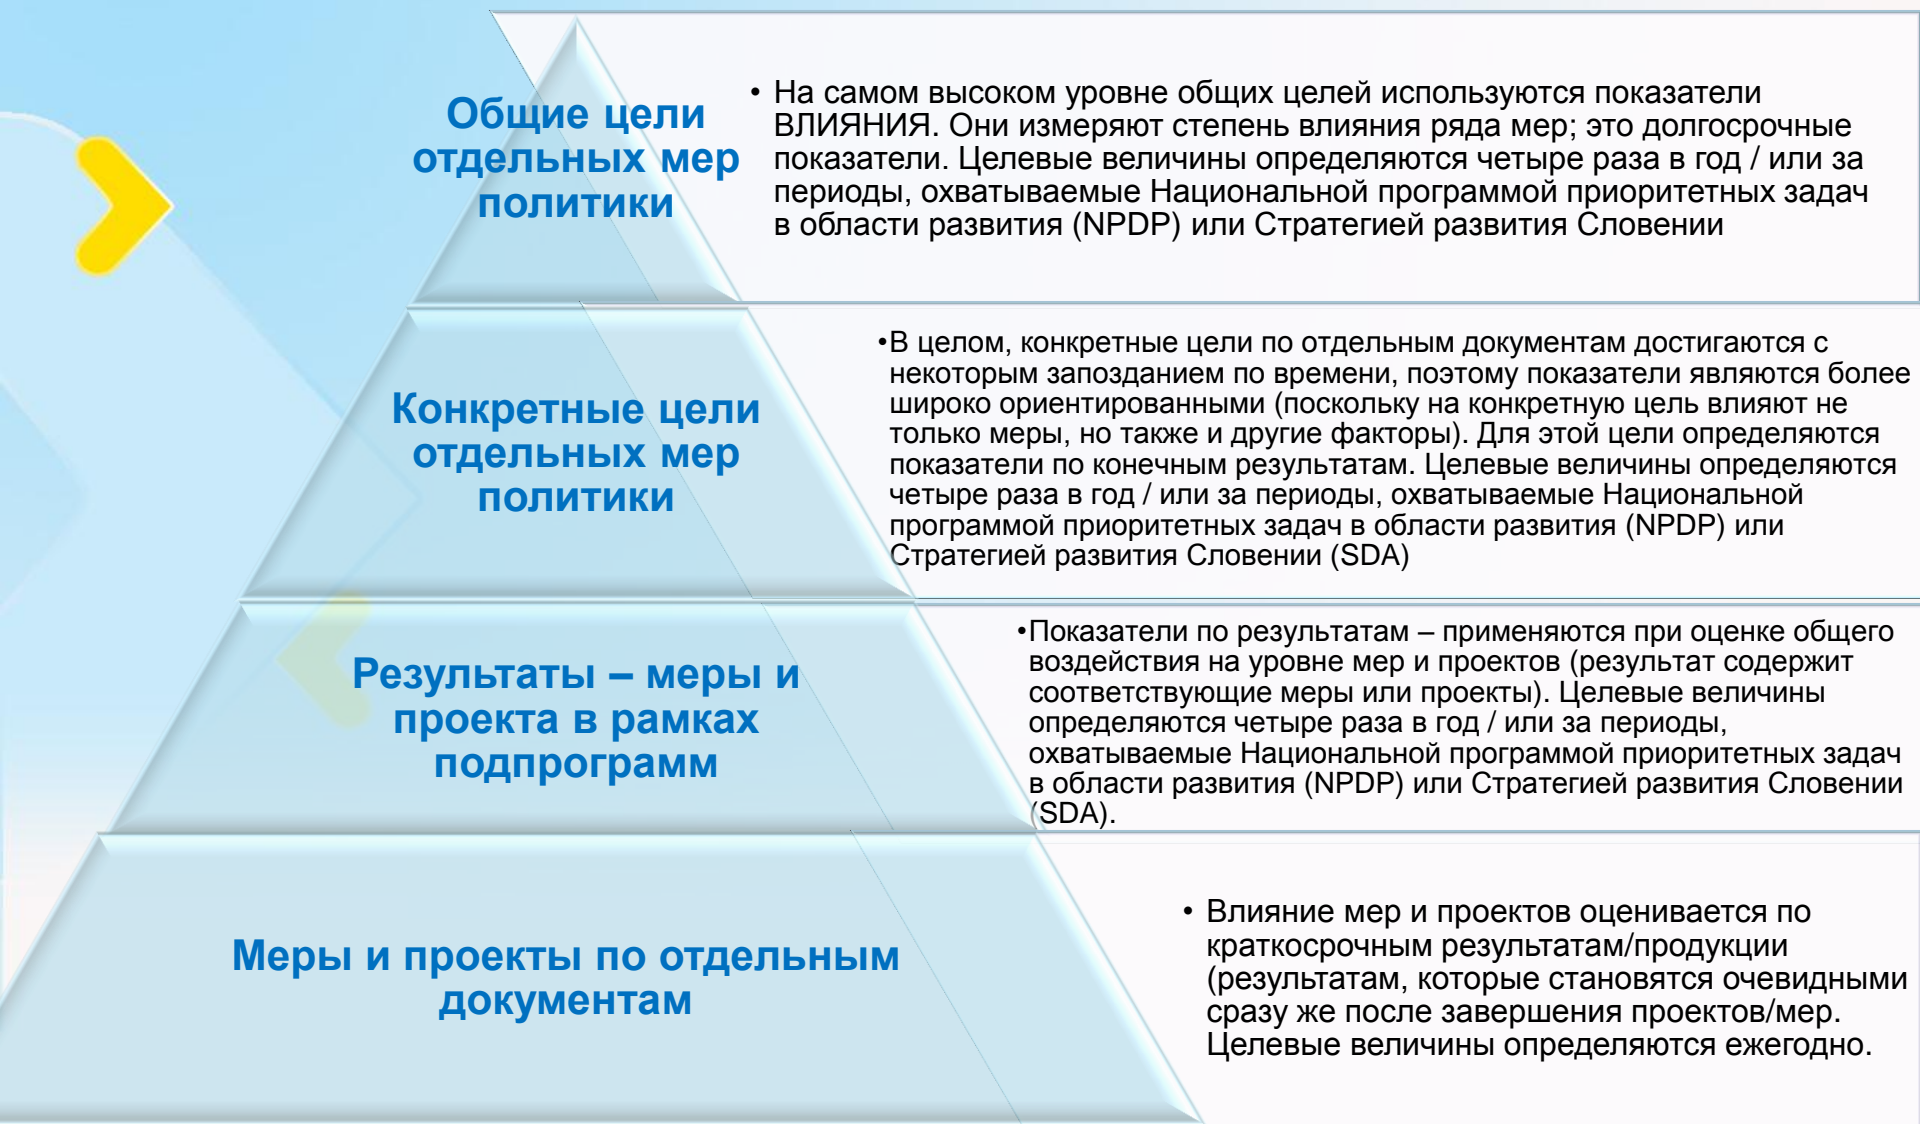 Общие цели
отдельных мер
политики
• На самом высоком уровне общих целей используются показатели
ВЛИЯНИЯ. Они измеряют степень влияния ряда мер; это долгосрочные
показатели. Целевые величины определяются четыре раза в год / или за
периоды, охватываемые Национальной программой приоритетных задач
в области развития (NPDP) или Стратегией развития Словении
Конкретные цели
отдельных мер
политики
•В целом, конкретные цели по отдельным документам достигаются с
некоторым запозданием по времени, поэтому показатели являются более
широко ориентированными (поскольку на конкретную цель влияют не
только меры, но также и другие факторы). Для этой цели определяются
показатели по конечным результатам. Целевые величины определяются
четыре раза в год / или за периоды, охватываемые Национальной
программой приоритетных задач в области развития (NPDP) или
Стратегией развития Словении (SDA)
Результаты – меры и
проекта в рамках
подпрограмм
•Показатели по результатам – применяются при оценке общего
воздействия на уровне мер и проектов (результат содержит
соответствующие меры или проекты). Целевые величины
определяются четыре раза в год / или за периоды,
охватываемые Национальной программой приоритетных задач
в области развития (NPDP) или Стратегией развития Словении
(SDA).
Меры и проекты по отдельным
документам
• Влияние мер и проектов оценивается по
краткосрочным результатам/продукции
(результатам, которые становятся очевидными
сразу же после завершения проектов/мер.
Целевые величины определяются ежегодно.